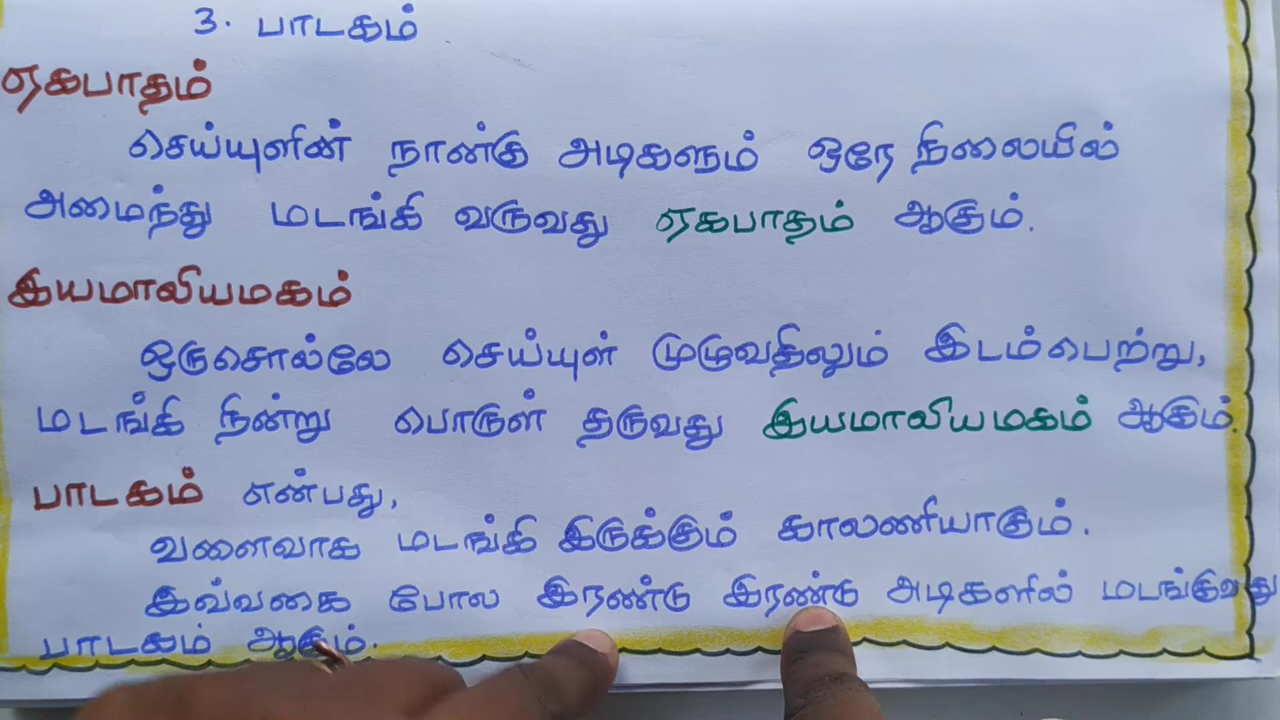 3. பாடகம்
ஏகபாதம்
செய்யுளின் நான்கு அடிகளும் ஒரே நிலையில்
அமைந்து மடங்கி வருவது ஏகபாதம் ஆகும்.
இயமாலியமகம்
ஒருசொல்லே செய்யுள் முழுவதிலும் இடம்பெற்று,
மடங்கி நின்று பொருள் தருவது இயமாலியமகம் ஆகும்.
பாடகம் என்பது,
வளைவாக மடங்கி இருக்கும் காலணியாகும்.
இவ்வகை போல இரண்டு இரண்டு அடிகளில் மடங்குவது
பாடகம் ஆகும்.